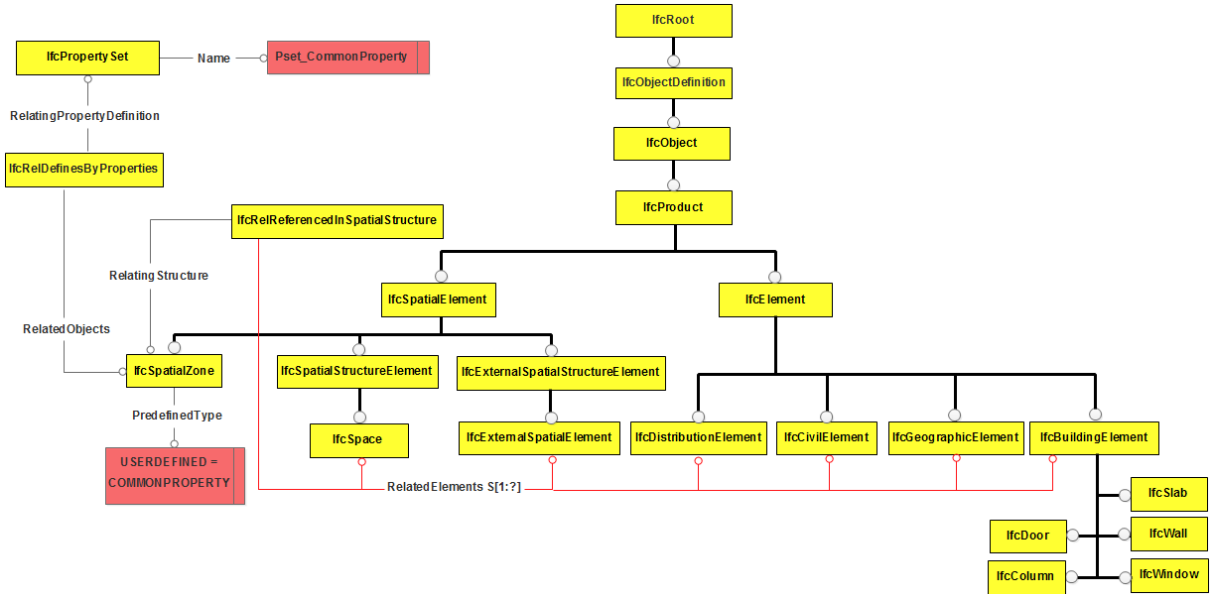 IfcRoot
IfcPropertySet
Name
Pset_CommonProperty
IfcObjectDefinition
RelatingPropertyDefinition
IfcObject
IfcRelDefinesByProperties
IfcRelReferencedInSpatialStructure
IfcProduct
Relating Structure
IfcSpatialElement
IfcElement
RelatedObjects
IfcSpatialZone
IfcSpatialStructureElement
IfcExternalSpatialStructureElement
PredefinedType
IfcSpace
IfcExternalSpatialElement
IfcDistributionElement
IfcCivilElement
IfcGeographicElement
IfcBuildingElement
USERDEFINED =
COMMONPROPERTY
RelatedElements S[1:?]
IfcSlab
IfcDoor
IfcWall
IfcColumn
IfcWindow